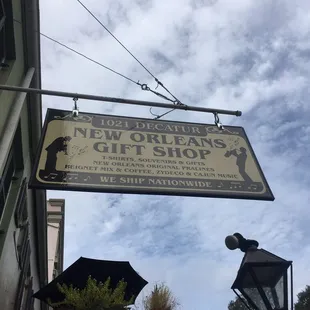 1021 DECATUR
NEW ORLEANS
GIFT SHOP
T-SHIRTS, SOUVENIRS & GIFTS
NEW ORLEANS ORIGINAL PRALINES
BEIGNET MIX & COFFEE, ZYDECO & CAJUN MUSIC
WE SHIP NATIONWIDE